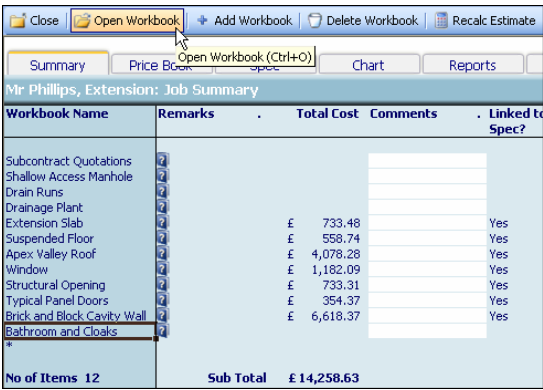 Close Open Workbook Add Workbook Delete Workbook Recalc Estimate
Open Workbook (Ctrl+O)
Summary Price Book Spec Chart Reports
Mr Phillips, Extension: Job Summary
Workbook Name Remarks . Total Cost Comments . Linked to
Spec?
Subcontract Quotations
Shallow Access Manhole
Drain Runs
Drainage Plant
Extension Slab £ 733.48 Yes
Suspended Floor £ 558.74 Yes
Apex Valley Roof £ 4,078.28 Yes
Window £ 1,182.09 Yes
Structural Opening £ 733.31 Yes
Typical Panel Doors £ 354.37 Yes
Brick and Block Cavity Wall £ 6,618.37 Yes
Bathroom and Cloaks
*
No of Items 12 Sub Total £14,258.63